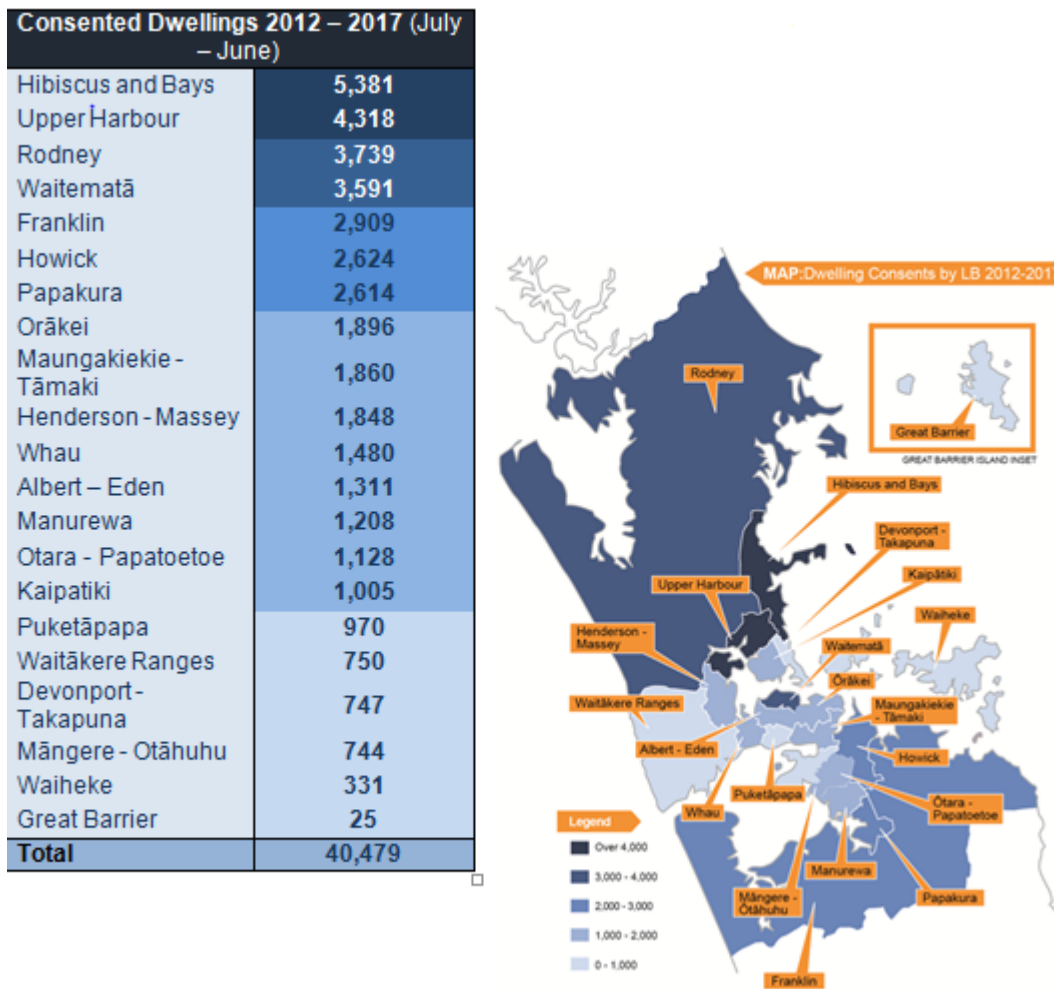 Consented Dwellings 2012 – 2017 (July
– June)
Hibiscus and Bays 5,381
Upper Harbour 4,318
Rodney 3,739
Waitematā 3,591
Franklin 2,909
Howick 2,624
Papakura 2,614
Orākei 1,896
Maungakiekie -
Tāmaki 1,860
Henderson - Massey 1,848
Whau 1,480
Albert – Eden 1,311
Manurewa 1,208
Otara - Papatoetoe 1,128
Kaipatiki 1,005
Puketāpapa 970
Waitākere Ranges 750
Devonport -
Takapuna 747
Māngere - Otāhuhu 744
Waiheke 331
Great Barrier 25
Total 40,479
MAP:Dwelling Consents by LB 2012-2017
Rodney
Great Barrier
GREAT BARRIER ISLAND INSET
Hibiscus and Bays
Devonport -
Takapuna
Upper Harbour
Kaipātiki
Waiheke
Henderson -
Massey
Waitematā
Ōrākei
Waitākere Ranges
Maungakiekie
- Tāmaki
Albert - Eden
Howick
Puketāpapa
Whau
Ōtara -
Papatoetoe
Legend
Over 4,000
3,000 - 4,000
2,000 - 3,000
1,000 - 2,000
0 - 1,000
Manurewa
Māngere -
Ōtāhuhu
Papakura
Franklin